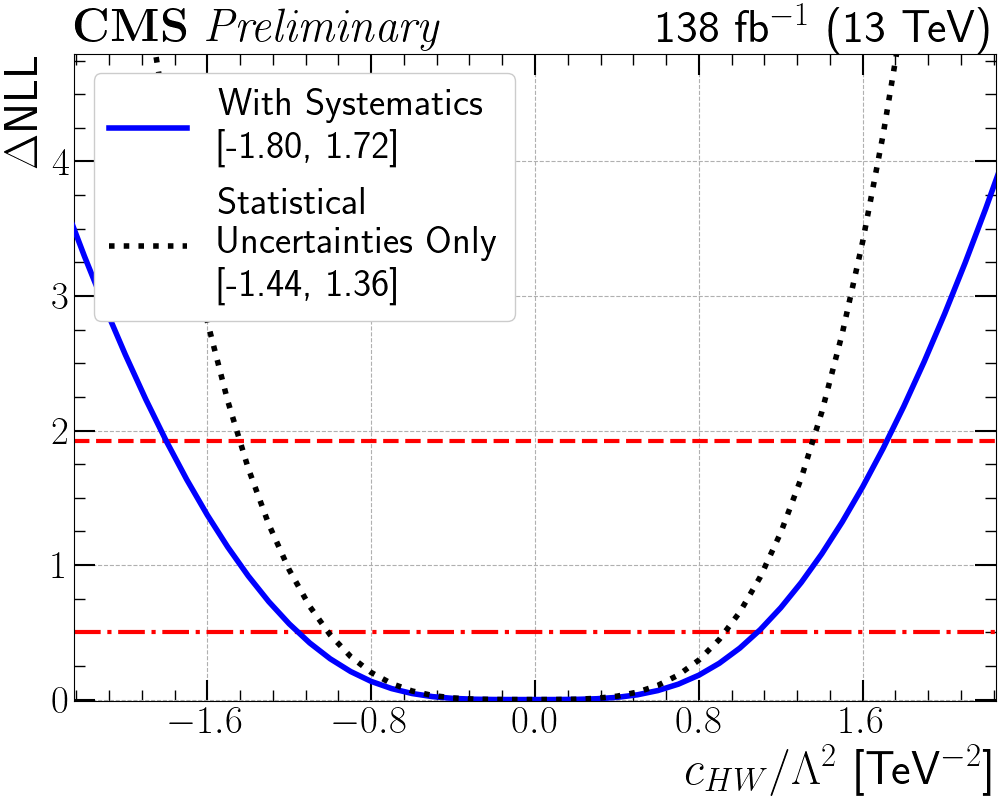 CMS Preliminary
138 fb⁻¹ (13 TeV)
ΔNLL
With Systematics
[-1.80, 1.72]
Statistical
Uncertainties Only
[-1.44, 1.36]
4
3
2
1
0
−1.6 −0.8 0.0 0.8 1.6
c_{HW}/Λ² [TeV⁻²]